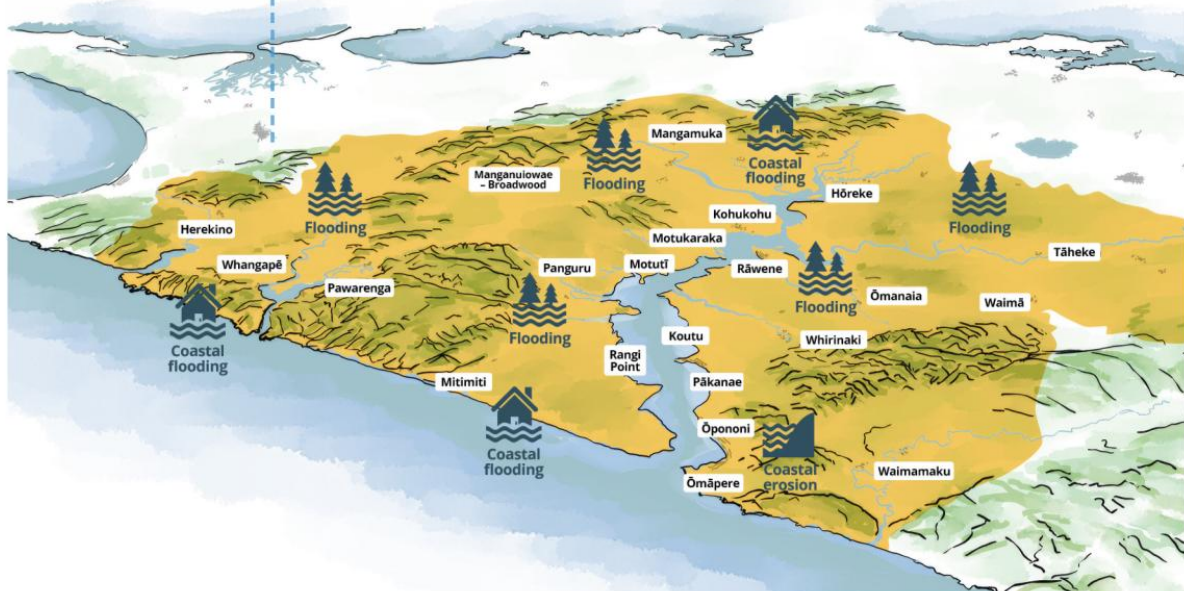 Mangamuka
Coastal
flooding
Flooding
Manganuiowae
– Broadwood
Flooding
Hōreke
Flooding
Kohukohu
Herekino
Motukaraka
Tāheke
Whangapē
Panguru
Motutī
Rāwene
Pawarenga
Flooding
Ōmanaia
Waimā
Flooding
Coastal
flooding
Koutu
Whirinaki
Rangi
Point
Mitimiti
Pākanae
Ōpononi
Coastal
flooding
Coastal
erosion
Waimamaku
Ōmāpere